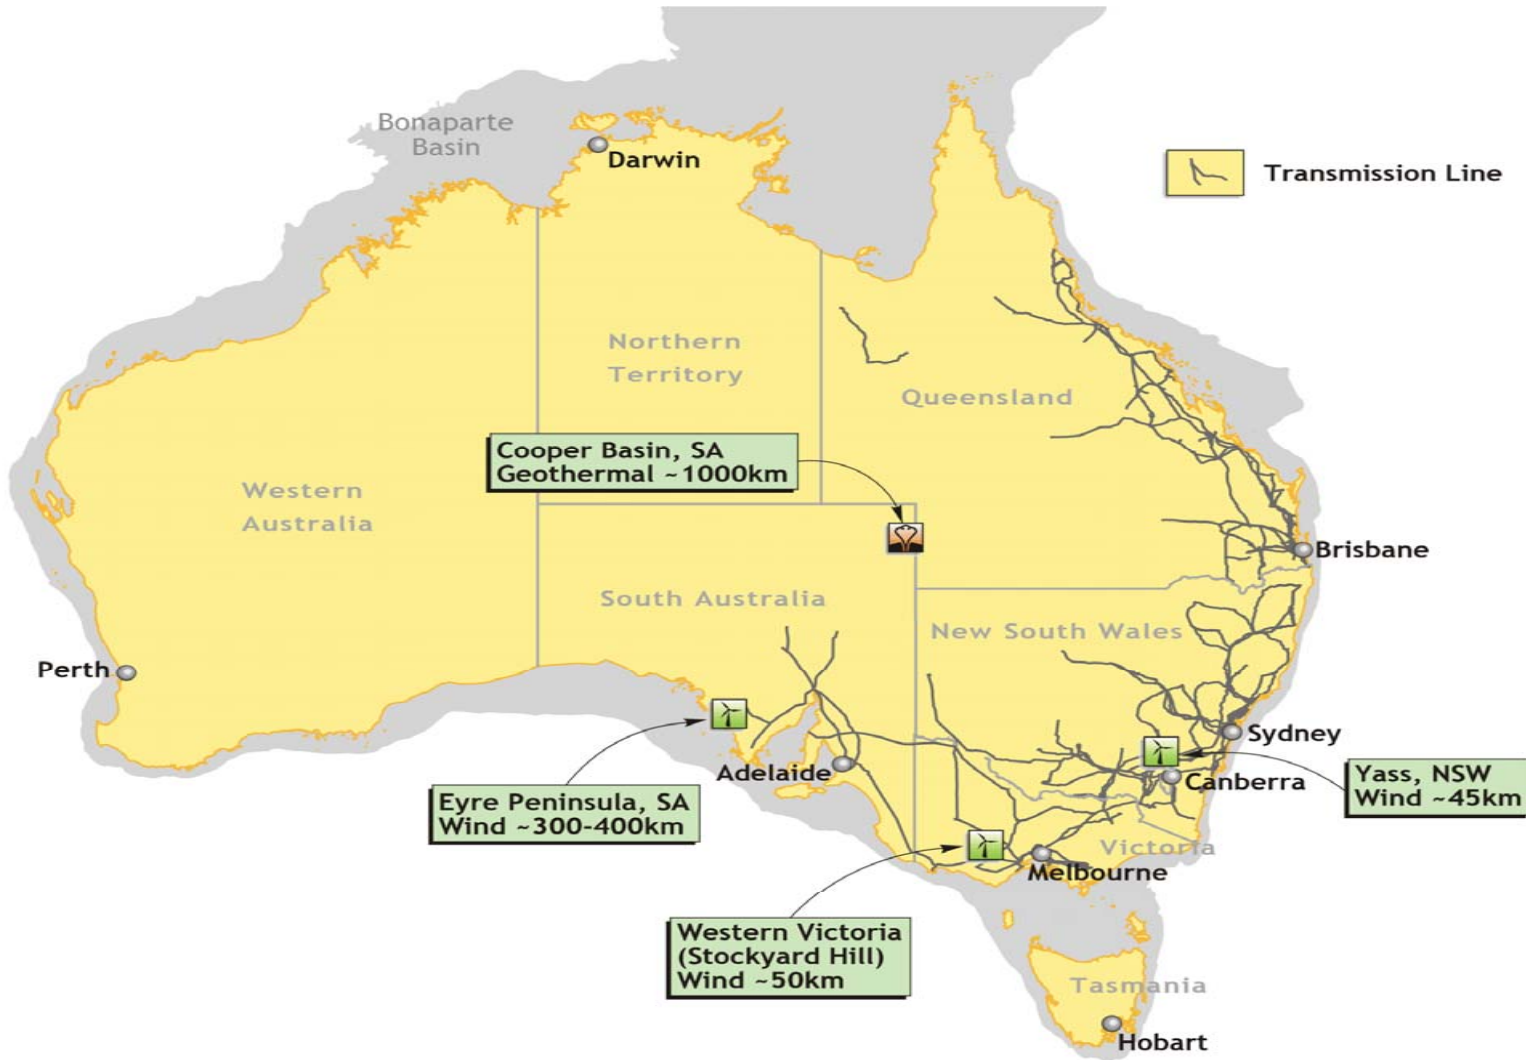 Bonaparte
Basin
Darwin
Transmission Line
Northern
Territory
Queensland
Cooper Basin, SA
Geothermal ~1000km
Western
Australia
Brisbane
South Australia
New South Wales
Perth
Sydney
Adelaide
Canberra
Yass, NSW
Wind ~45km
Eyre Peninsula, SA
Wind ~300-400km
Victoria
Melbourne
Western Victoria
(Stockyard Hill)
Wind ~50km
Tasmania
Hobart